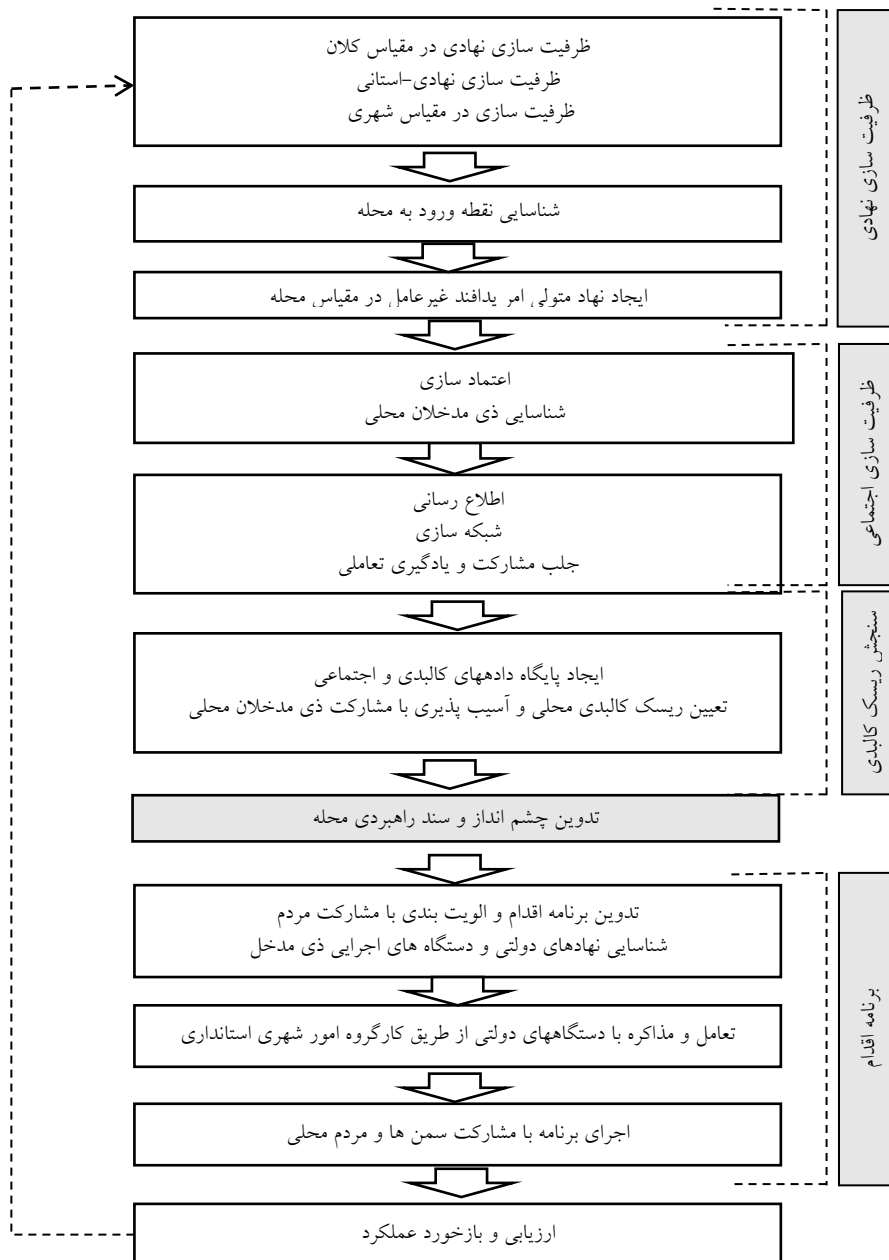 ظرفیت سازی نهادی در مقیاس کلان
ظرفیت سازی نهادی-استانی
ظرفیت سازی در مقیاس شهری
شناسایی نقطه ورود به محله
ایجاد نهاد متولی امر پدافند غیرعامل در مقیاس محله
ظرفیت سازی نهادی
اعتماد سازی
شناسایی ذی مدخلان محلی
اطلاع رسانی
شبکه سازی
جلب مشارکت و یادگیری تعاملی
ظرفیت سازی اجتماعی
ایجاد پایگاه دادههای کالبدی و اجتماعی
تعیین ریسک کالبدی محلی و آسیب پذیری با مشارکت ذی مدخلان محلی
سنجش ریسک کالبدی
تدوین چشم انداز و سند راهبردی محله
تدوین برنامه اقدام و الویت بندی با مشارکت مردم
شناسایی نهادهای دولتی و دستگاه های اجرایی ذی مدخل
تعامل و مذاکره با دستگاههای دولتی از طریق کارگروه امور شهری استانداری
اجرای برنامه با مشارکت سمن ها و مردم محلی
برنامه اقدام
ارزیابی و بازخورد عملکرد